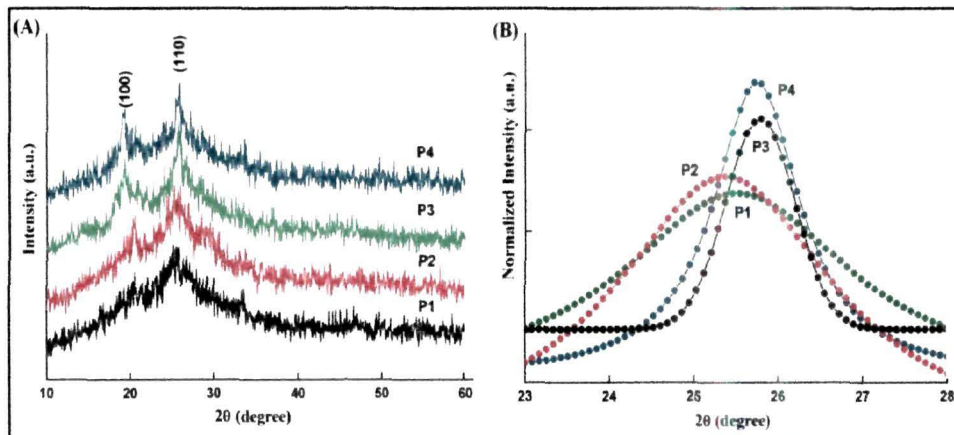 (A)
(100)
(110)
P4
P3
P2
P1
Intensity (a.u.)
10 20 30 40 50 60
2θ (degree)
(B)
P4
P3
P2
P1
Normalized Intensity (a.u.)
23 24 25 26 27 28
2θ (degree)